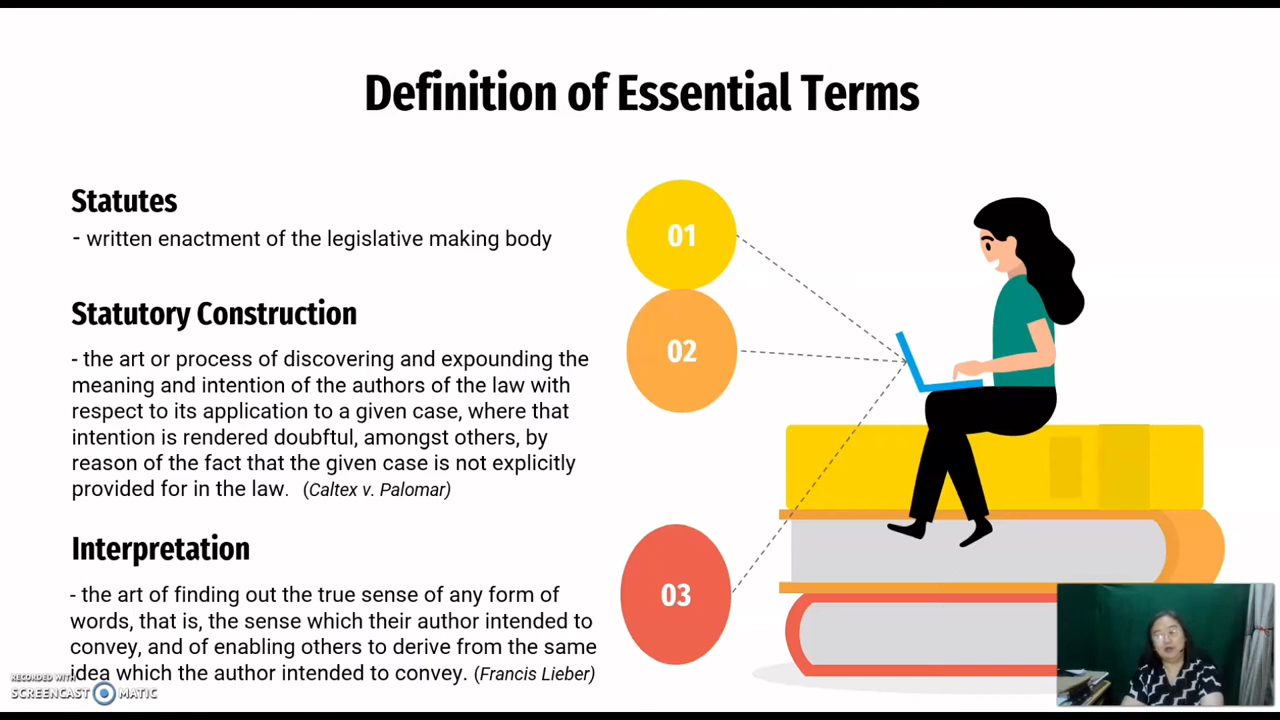 Definition of Essential Terms
Statutes
- written enactment of the legislative making body
Statutory Construction
- the art or process of discovering and expounding the
meaning and intention of the authors of the law with
respect to its application to a given case, where that
intention is rendered doubtful, amongst others, by
reason of the fact that the given case is not explicitly
provided for in the law. (Caltex v. Palomar)
Interpretation
- the art of finding out the true sense of any form of
words, that is, the sense which their author intended to
convey, and of enabling others to derive from the same
idea which the author intended to convey. (Francis Lieber)
01
02
03
RECORDED WITH
SCREENCAST MATIC